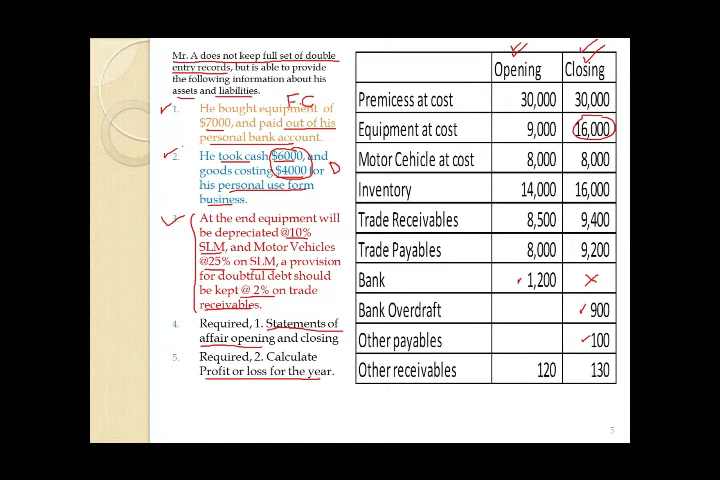 Mr. A does not keep full set of double
entry records, but is able to provide
the following information about his
assets and liabilities.
F.C
1. He bought equipment of
$7000, and paid out of his
personal bank account.
2. He took cash $6000, and
goods costing $4000 for D
his personal use form
business.
3. At the end equipment will
be depreciated @10%
SLM, and Motor Vehicles
@25% on SLM, a provision
for doubtful debt should
be kept @ 2% on trade
receivables.
4. Required, 1. Statements of
affair opening and closing
5. Required, 2. Calculate
Profit or loss for the year.
Opening Closing
Premicess at cost 30,000 30,000
Equipment at cost 9,000 16,000
Motor Cehicle at cost 8,000 8,000
Inventory 14,000 16,000
Trade Receivables 8,500 9,400
Trade Payables 8,000 9,200
Bank 1,200
Bank Overdraft 900
Other payables 100
Other receivables 120 130
5